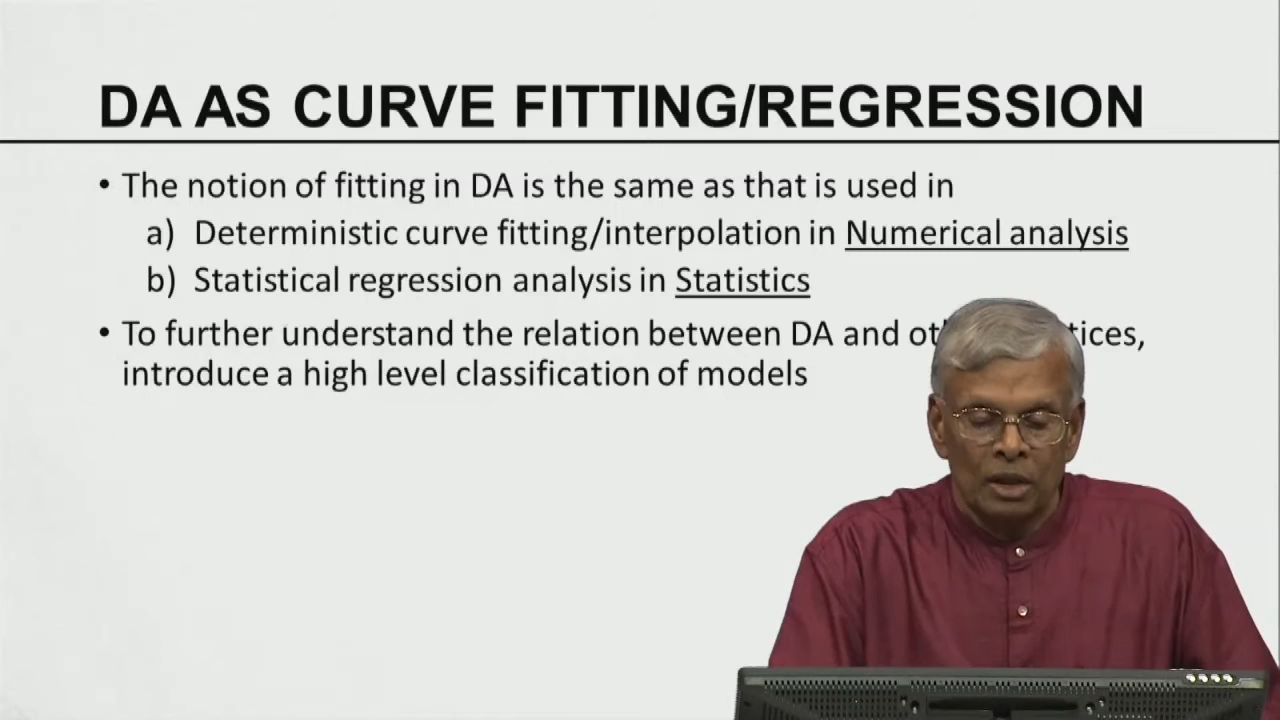 DA AS CURVE FITTING/REGRESSION
• The notion of fitting in DA is the same as that is used in
a) Deterministic curve fitting/interpolation in Numerical analysis
b) Statistical regression analysis in Statistics
• To further understand the relation between DA and
introduce a high level classification of models